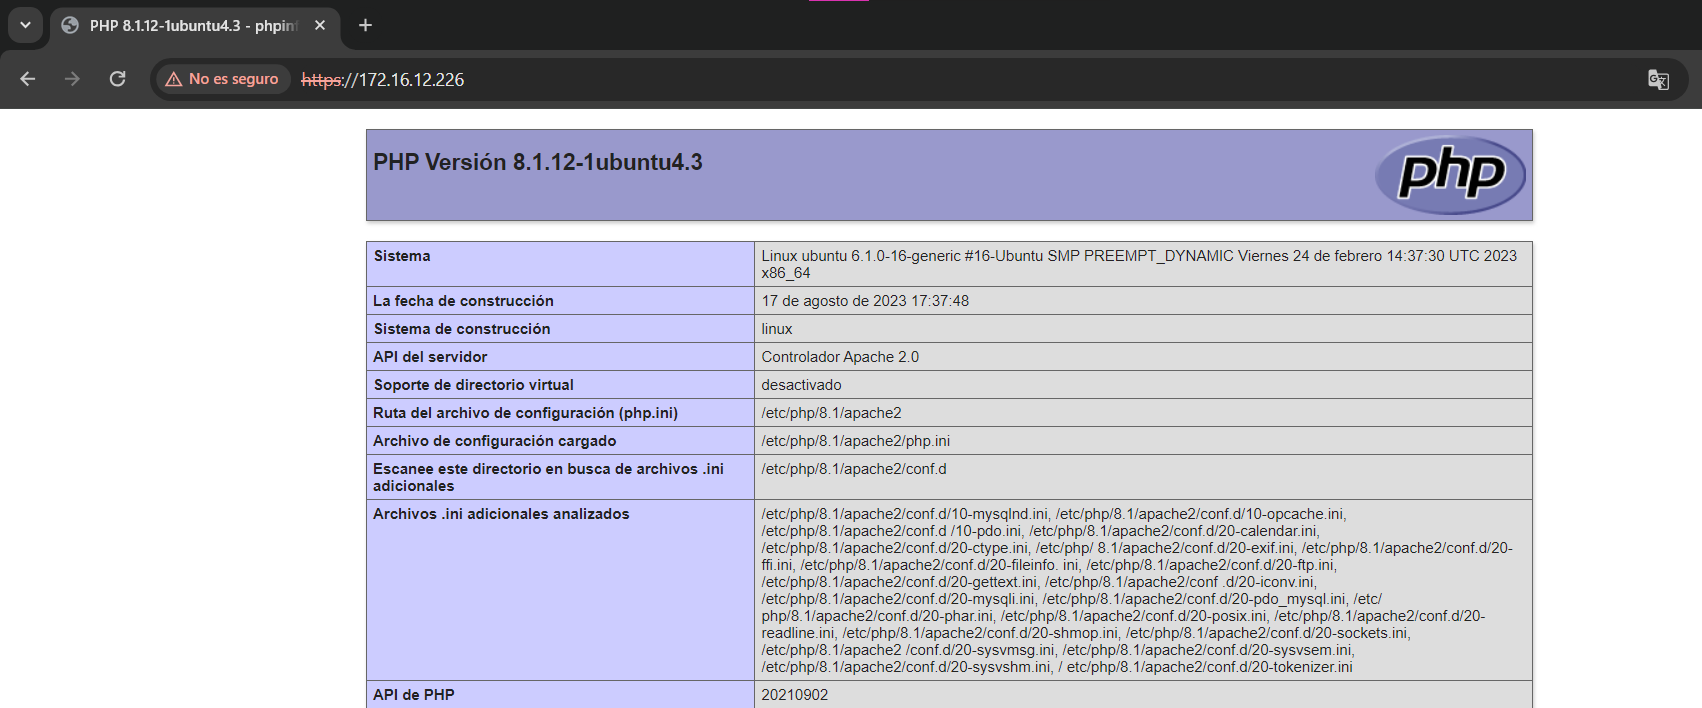 PHP 8.1.12-1ubuntu4.3 - phpinf
No es seguro
https://172.16.12.226
PHP Versión 8.1.12-1ubuntu4.3
php
Sistema
Linux ubuntu 6.1.0-16-generic #16-Ubuntu SMP PREEMPT_DYNAMIC Viernes 24 de febrero 14:37:30 UTC 2023
x86_64
La fecha de construcción
17 de agosto de 2023 17:37:48
Sistema de construcción
linux
API del servidor
Controlador Apache 2.0
Soporte de directorio virtual
desactivado
Ruta del archivo de configuración (php.ini)
/etc/php/8.1/apache2
Archivo de configuración cargado
/etc/php/8.1/apache2/php.ini
Escanee este directorio en busca de archivos .ini
adicionales
/etc/php/8.1/apache2/conf.d
Archivos .ini adicionales analizados
/etc/php/8.1/apache2/conf.d/10-mysqlnd.ini, /etc/php/8.1/apache2/conf.d/10-opcache.ini,
/etc/php/8.1/apache2/conf.d /10-pdo.ini, /etc/php/8.1/apache2/conf.d/20-calendar.ini,
/etc/php/8.1/apache2/conf.d/20-ctype.ini, /etc/php/ 8.1/apache2/conf.d/20-exif.ini, /etc/php/8.1/apache2/conf.d/20-
ffi.ini, /etc/php/8.1/apache2/conf.d/20-fileinfo. ini, /etc/php/8.1/apache2/conf.d/20-ftp.ini,
/etc/php/8.1/apache2/conf.d/20-gettext.ini, /etc/php/8.1/apache2/conf .d/20-iconv.ini,
/etc/php/8.1/apache2/conf.d/20-mysqli.ini, /etc/php/8.1/apache2/conf.d/20-pdo_mysql.ini, /etc/
php/8.1/apache2/conf.d/20-phar.ini, /etc/php/8.1/apache2/conf.d/20-posix.ini, /etc/php/8.1/apache2/conf.d/20-
readline.ini, /etc/php/8.1/apache2/conf.d/20-shmop.ini, /etc/php/8.1/apache2/conf.d/20-sockets.ini,
/etc/php/8.1/apache2 /conf.d/20-sysvmsg.ini, /etc/php/8.1/apache2/conf.d/20-sysvsem.ini,
/etc/php/8.1/apache2/conf.d/20-sysvshm.ini, / etc/php/8.1/apache2/conf.d/20-tokenizer.ini
API de PHP
20210902